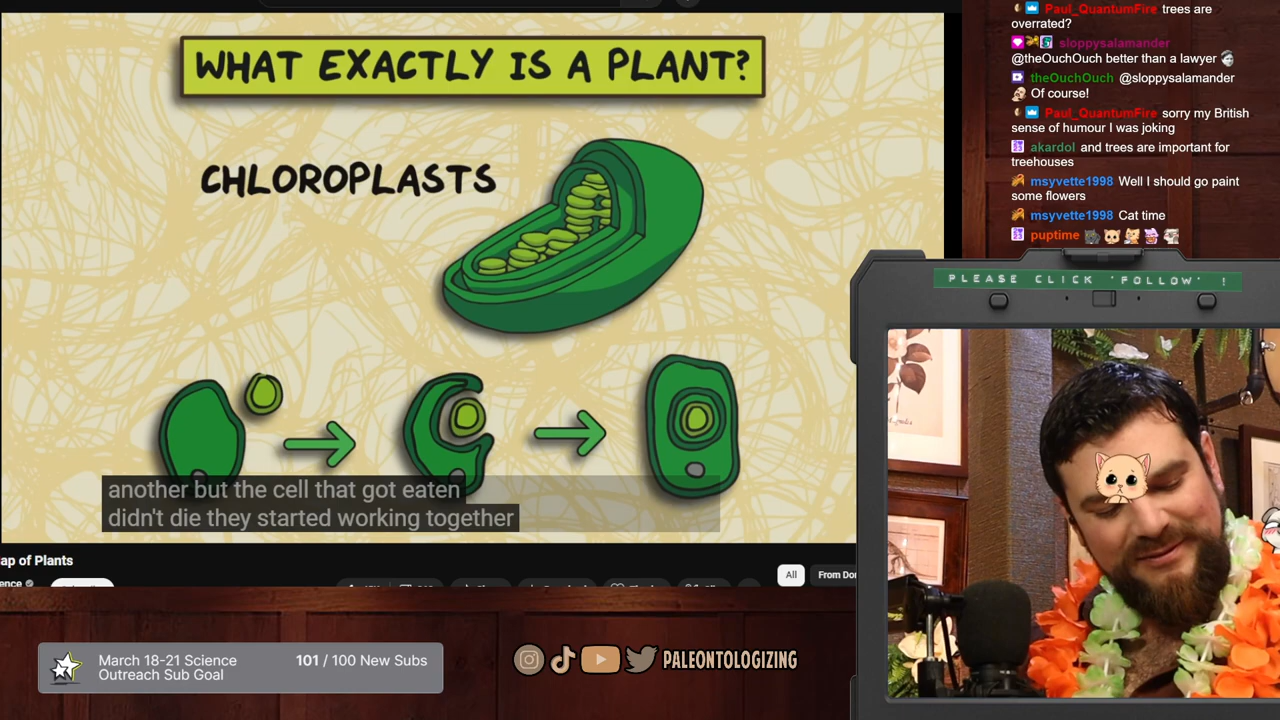 WHAT EXACTLY IS A PLANT?
CHLOROPLASTS
another but the cell that got eaten
didn't die they started working together
ap of Plants
ence
All
From Dor
March 18-21 Science
Outreach Sub Goal
101 / 100 New Subs
PALEONTOLOGIZING
Paul_QuantumFire trees are
overrated?
sloppysalamander
@theOuchOuch better than a lawyer
theOuchOuch @sloppysalamander
Of course!
Paul_QuantumFire sorry my British
sense of humour I was joking
akardol and trees are important for
treehouses
msyvette1998 Well I should go paint
some flowers
msyvette1998 Cat time
puptime
PLEASE CLICK 'FOLLOW' !